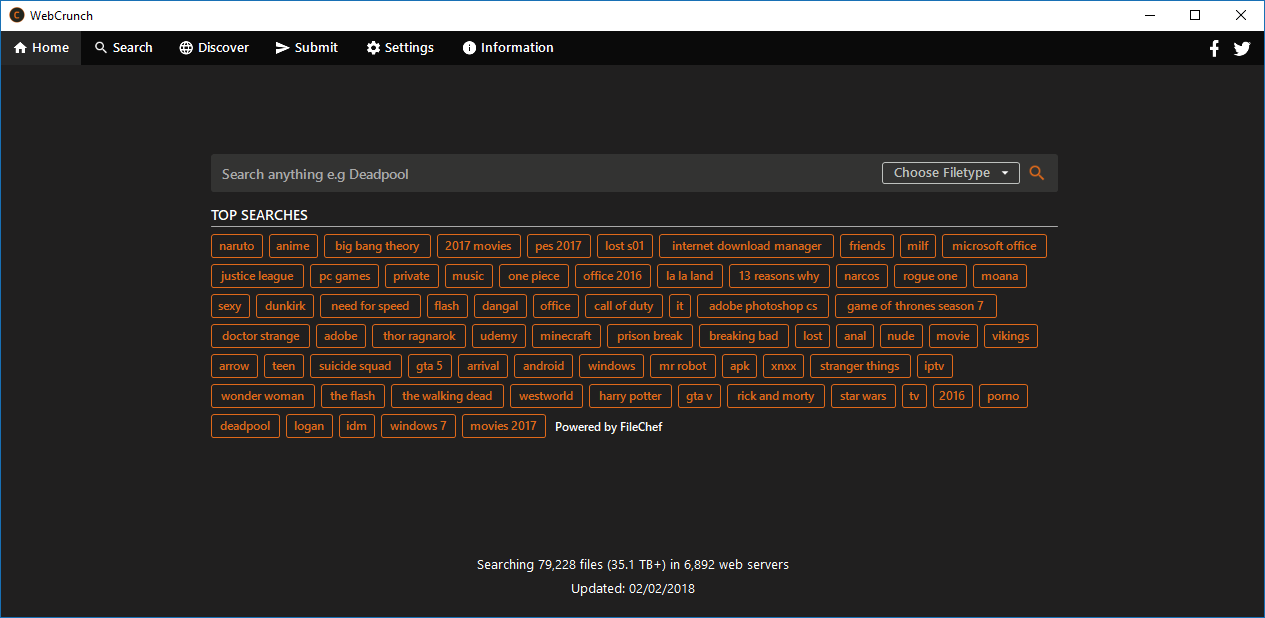 WebCrunch
Home Search Discover Submit Settings Information
Search anything e.g Deadpool Choose Filetype
TOP SEARCHES
naruto anime big bang theory 2017 movies pes 2017 lost s01 internet download manager friends milf microsoft office
justice league pc games private music one piece office 2016 la la land 13 reasons why narcos rogue one moana
sexy dunkirk need for speed flash dangal office call of duty it adobe photoshop cs game of thrones season 7
doctor strange adobe thor ragnarok udemy minecraft prison break breaking bad lost anal nude movie vikings
arrow teen suicide squad gta 5 arrival android windows mr robot apk xnxx stranger things iptv
wonder woman the flash the walking dead westworld harry potter gta v rick and morty star wars tv 2016 porno
deadpool logan idm windows 7 movies 2017 Powered by FileChef
Searching 79,228 files (35.1 TB+) in 6,892 web servers
Updated: 02/02/2018